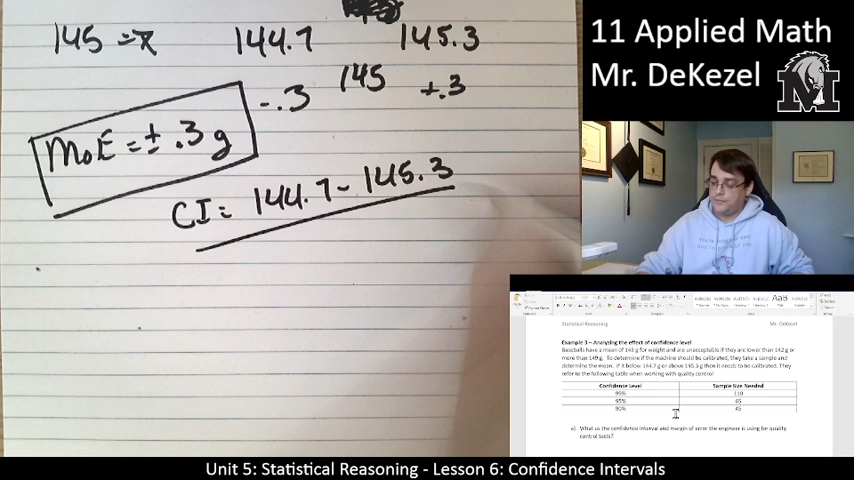 145 = x̄ 144.7 145.3
-.3 145 +.3
MoE = ± .3 g
CI = 144.7 - 145.3
11 Applied Math
Mr. DeKezel
M
Statistical Reasoning Mr. DeKezel
Example 3 – Analyzing the effect of confidence level
Baseballs have a mean of 145 g for weight and are unacceptable if they are lower than 142 g or
more than 149 g. To determine if the machine should be calibrated, they take a sample and
determine the mean. If it below 144.7 g or above 145.3 g then it needs to be calibrated. They
refer to the following table when working with quality control
Confidence Level Sample Size Needed
99% 110
95% 65
90% 45
a) What us the confidence interval and margin of error the engineer is using for quality
control tests?
Unit 5: Statistical Reasoning - Lesson 6: Confidence Intervals